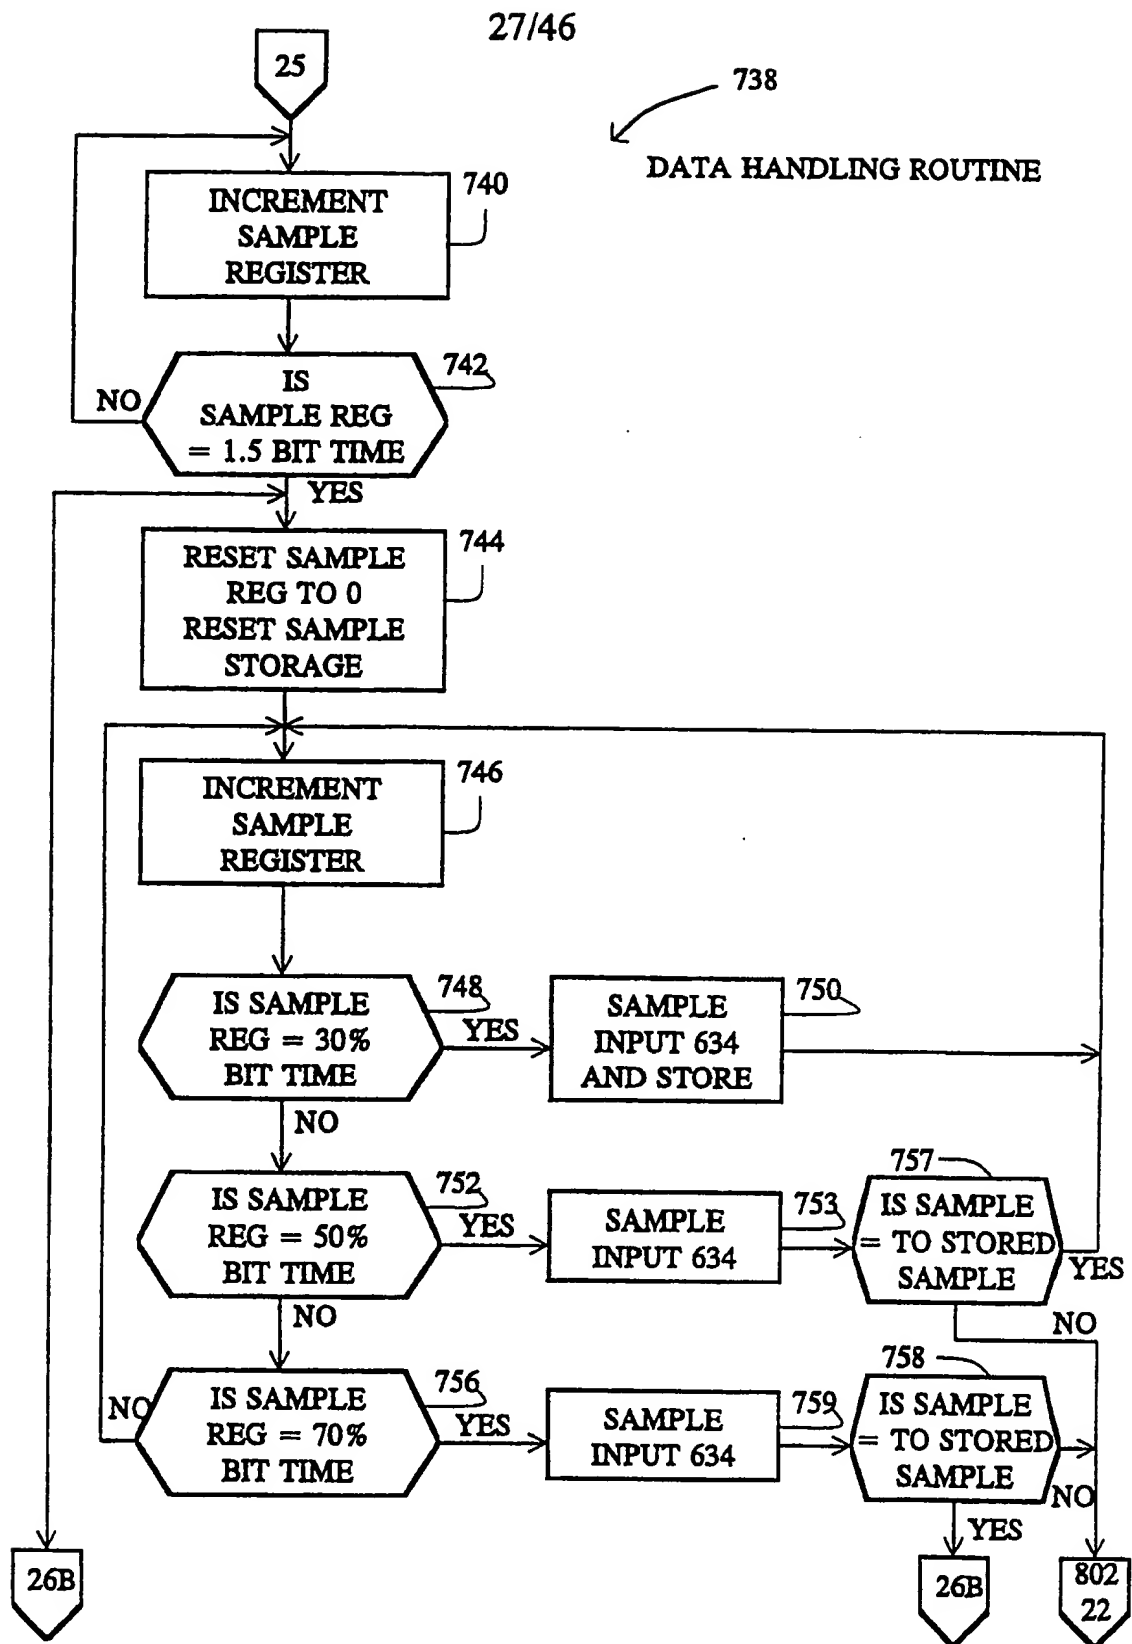 27/46
25
738
DATA HANDLING ROUTINE
740
INCREMENT
SAMPLE
REGISTER
742
IS
SAMPLE REG
= 1.5 BIT TIME
NO
YES
744
RESET SAMPLE
REG TO 0
RESET SAMPLE
STORAGE
746
INCREMENT
SAMPLE
REGISTER
748
IS SAMPLE
REG = 30%
BIT TIME
YES
NO
750
SAMPLE
INPUT 634
AND STORE
752
IS SAMPLE
REG = 50%
BIT TIME
YES
NO
753
SAMPLE
INPUT 634
757
IS SAMPLE
= TO STORED
SAMPLE
YES
NO
756
IS SAMPLE
REG = 70%
BIT TIME
NO
YES
759
SAMPLE
INPUT 634
758
IS SAMPLE
= TO STORED
SAMPLE
NO
YES
26B
26B
802
22